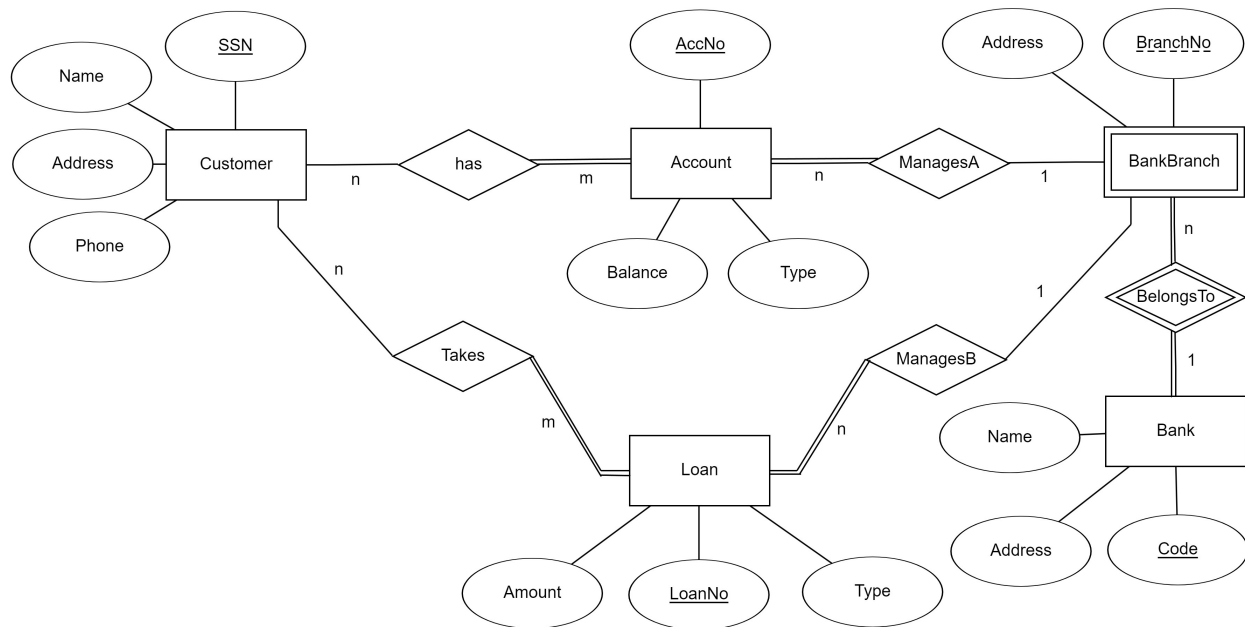 SSN
AccNo
Address
BranchNo
Name
Address
Customer
n
has
m
Account
n
ManagesA
1
BankBranch
Phone
Balance
Type
n
n
1
BelongsTo
Takes
ManagesB
1
m
n
Name
Bank
Loan
Address
Code
Amount
LoanNo
Type